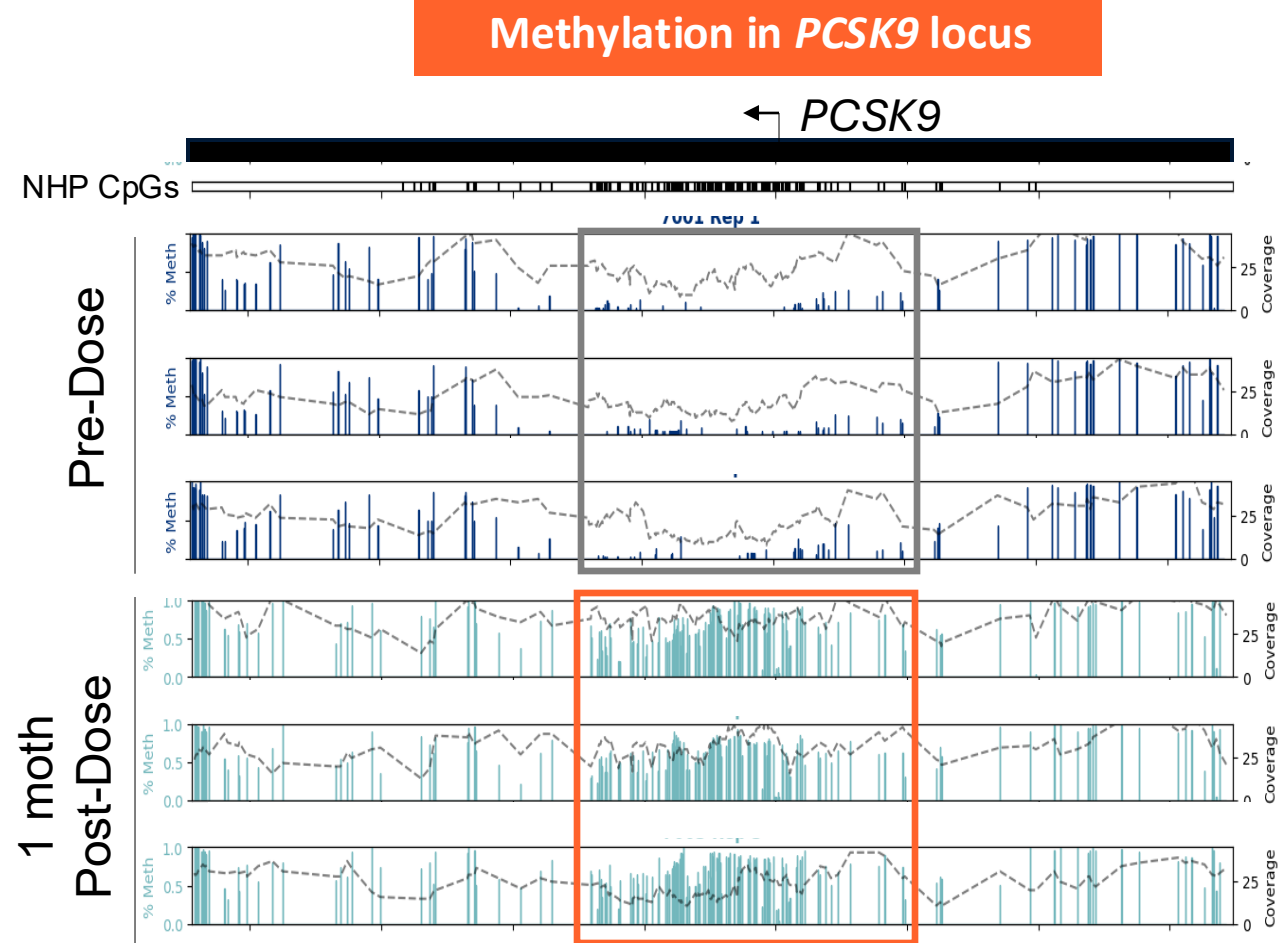 Methylation in PCSK9 locus
PCSK9
NHP CpGs
7001 Rep 1
Pre-Dose
% Meth
25
0
Coverage
% Meth
25
0
Coverage
% Meth
25
0
Coverage
1 moth
Post-Dose
1.0
0.5
0.0
% Meth
25
0
Coverage
1.0
0.5
0.0
% Meth
25
0
Coverage
1.0
0.5
0.0
% Meth
25
0
Coverage